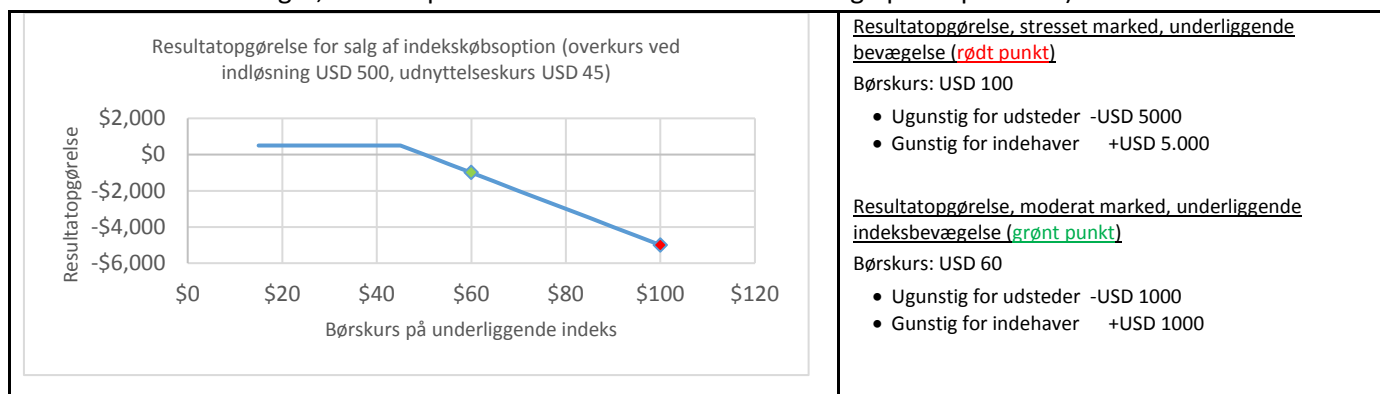 Resultatopgørelse for salg af indekskøbsoption (overkurs ved
indløsning USD 500, udnyttelseskurs USD 45)
$2,000
$0
-$2,000
-$4,000
-$6,000
Resultatopgørelse
$0 $20 $40 $60 $80 $100 $120
Børskurs på underliggende indeks
Resultatopgørelse, stresset marked, underliggende
bevægelse (rødt punkt)
Børskurs: USD 100
• Ugunstig for udsteder -USD 5000
• Gunstig for indehaver +USD 5.000
Resultatopgørelse, moderat marked, underliggende
indeksbevægelse (grønt punkt)
Børskurs: USD 60
• Ugunstig for udsteder -USD 1000
• Gunstig for indehaver +USD 1000